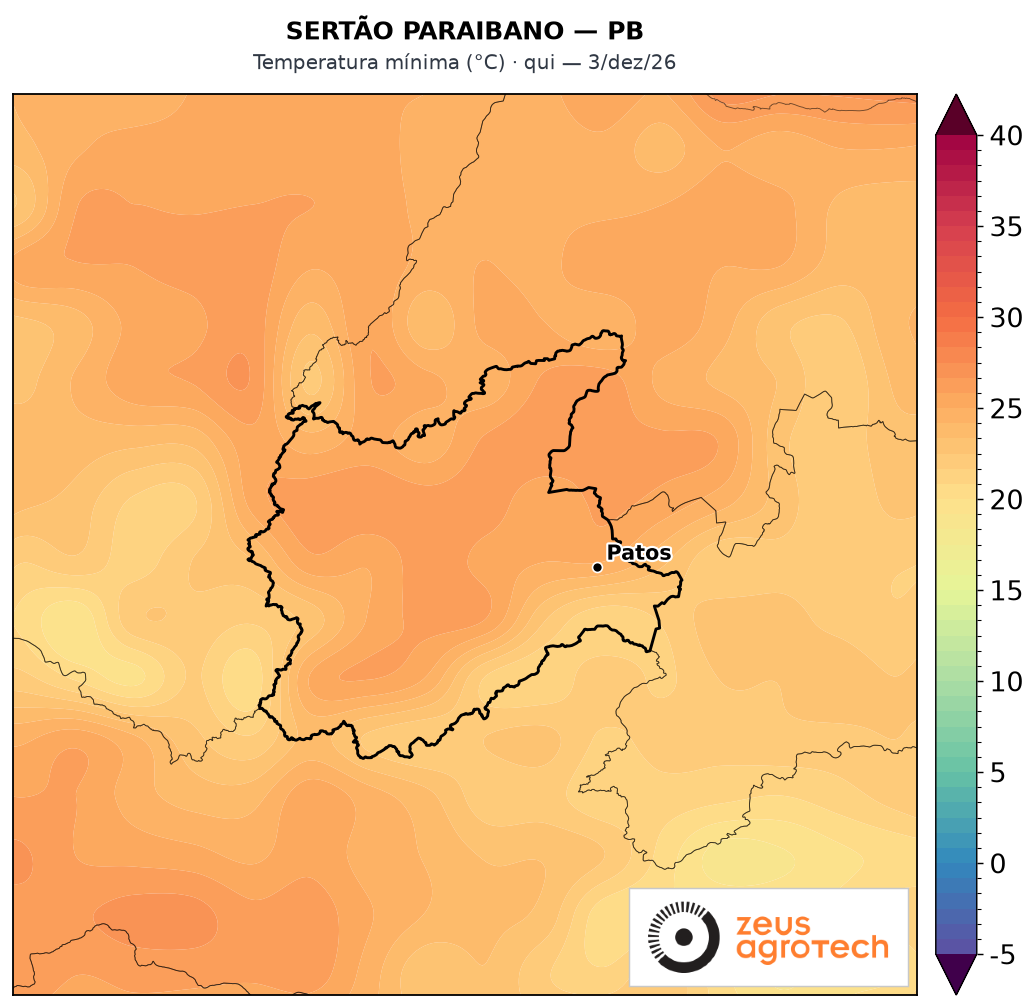 SERTÃO PARAIBANO — PB
Temperatura mínima (°C) · qui — 3/dez/26
40
35
30
25
20
15
10
5
0
-5
Patos
zeus
agrotech